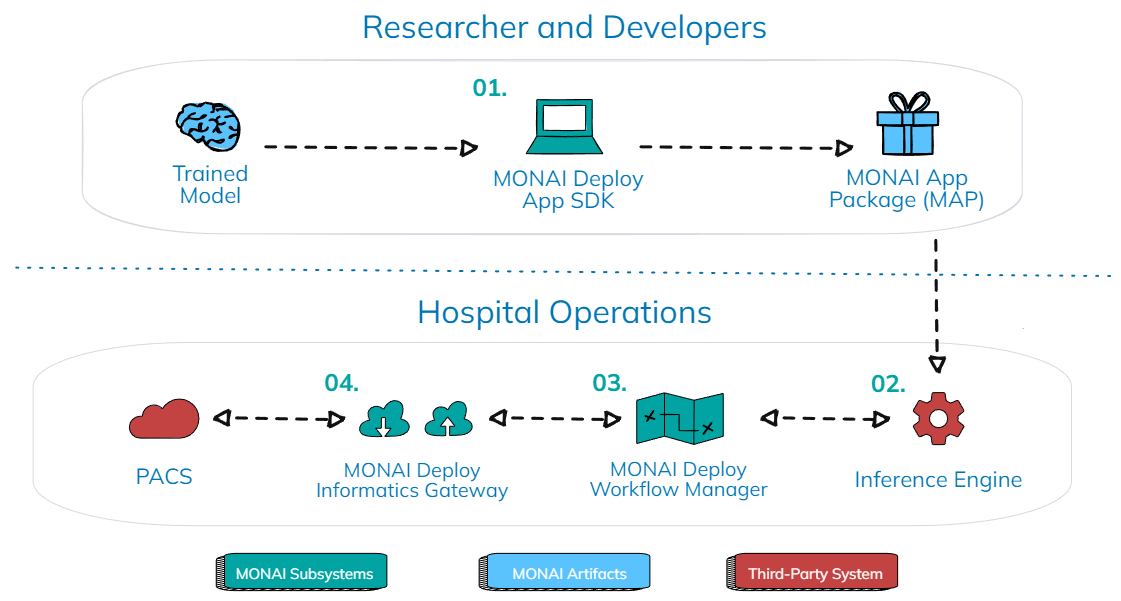 Researcher and Developers
01.
Trained
Model
MONAI Deploy
App SDK
MONAI App
Package (MAP)
Hospital Operations
04.
03.
02.
PACS
MONAI Deploy
Informatics Gateway
MONAI Deploy
Workflow Manager
Inference Engine
MONAI Subsystems
MONAI Artifacts
Third-Party System